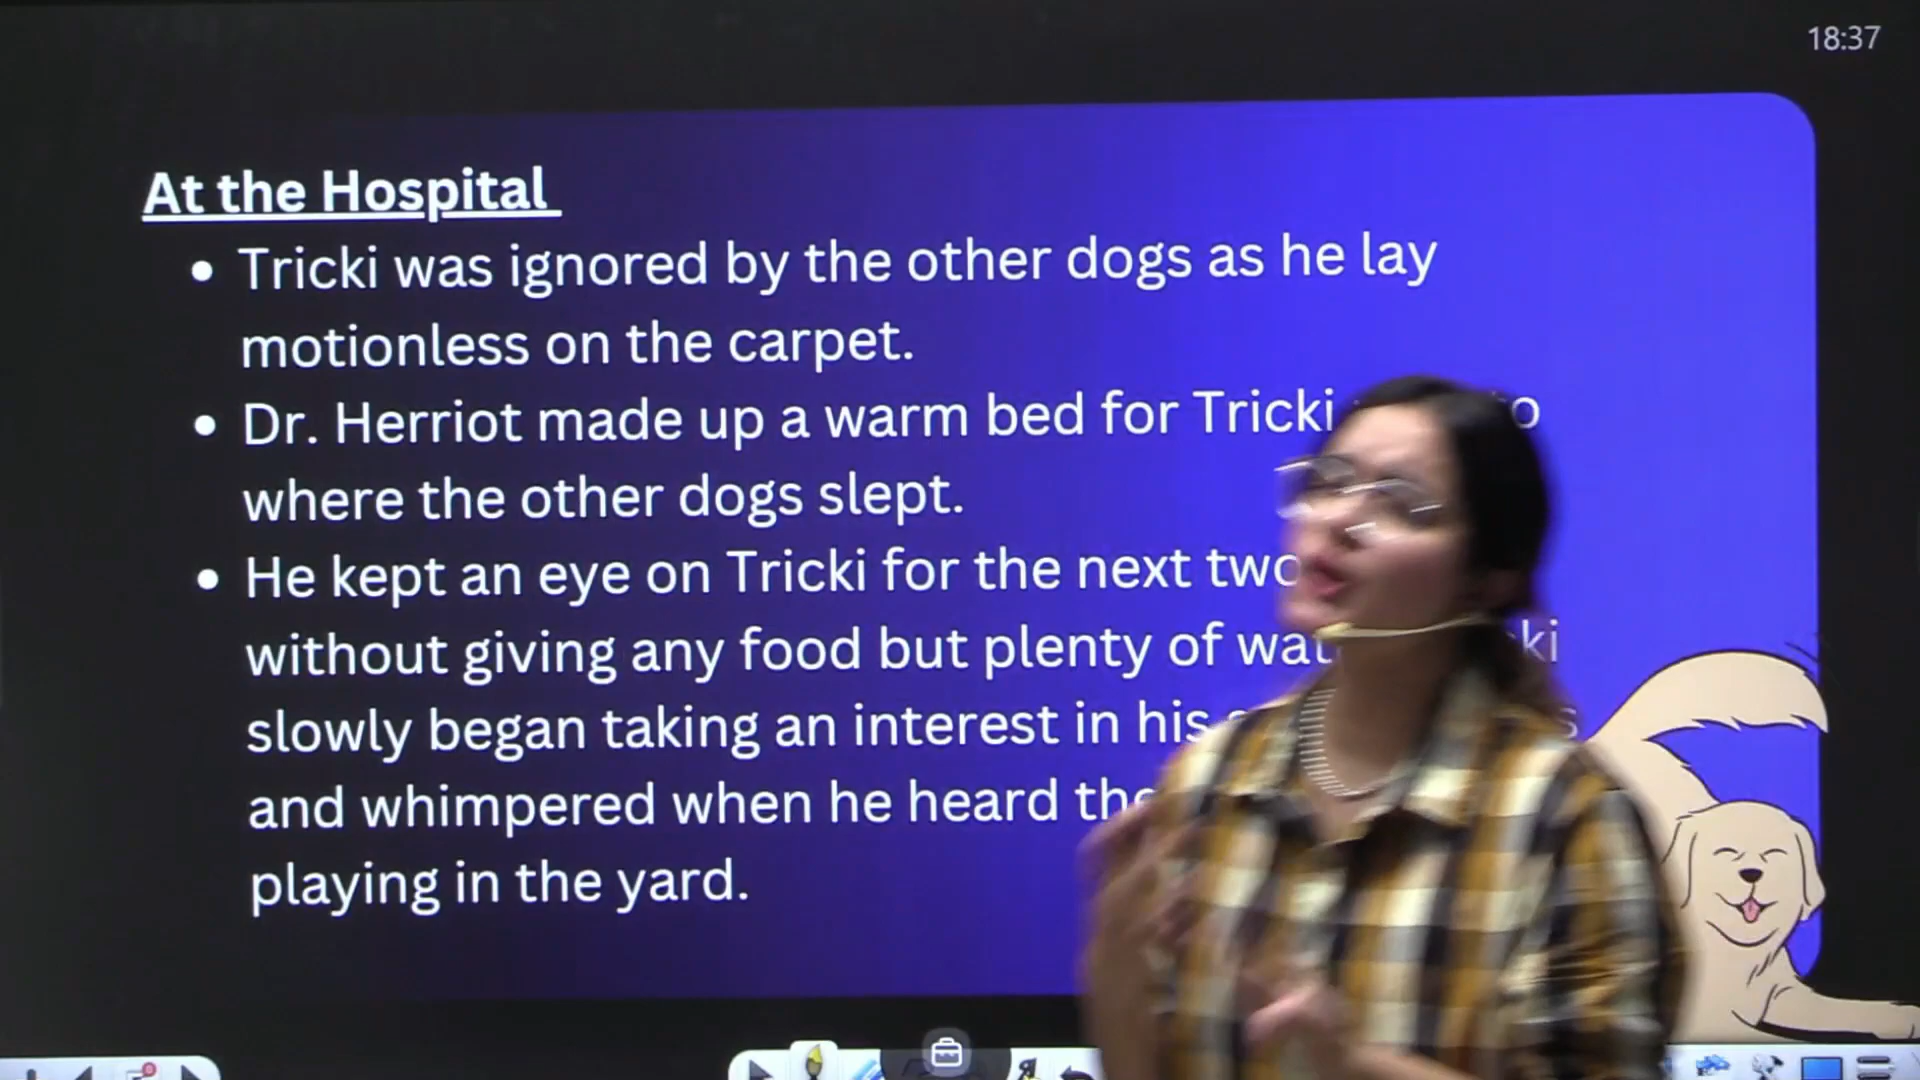 18:37
At the Hospital
Tricki was ignored by the other dogs as he lay
motionless on the carpet.
Dr. Herriot made up a warm bed for Tricki
where the other dogs slept.
He kept an eye on Tricki for the next two
without giving any food but plenty of
slowly began taking an interest in his
and whimpered when he heard
playing in the yard.